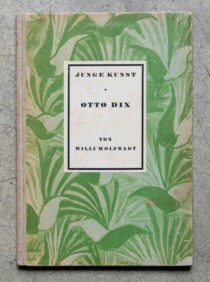 JUNGE KUNST
OTTO DIX
VON
WILLI WOLFRADT